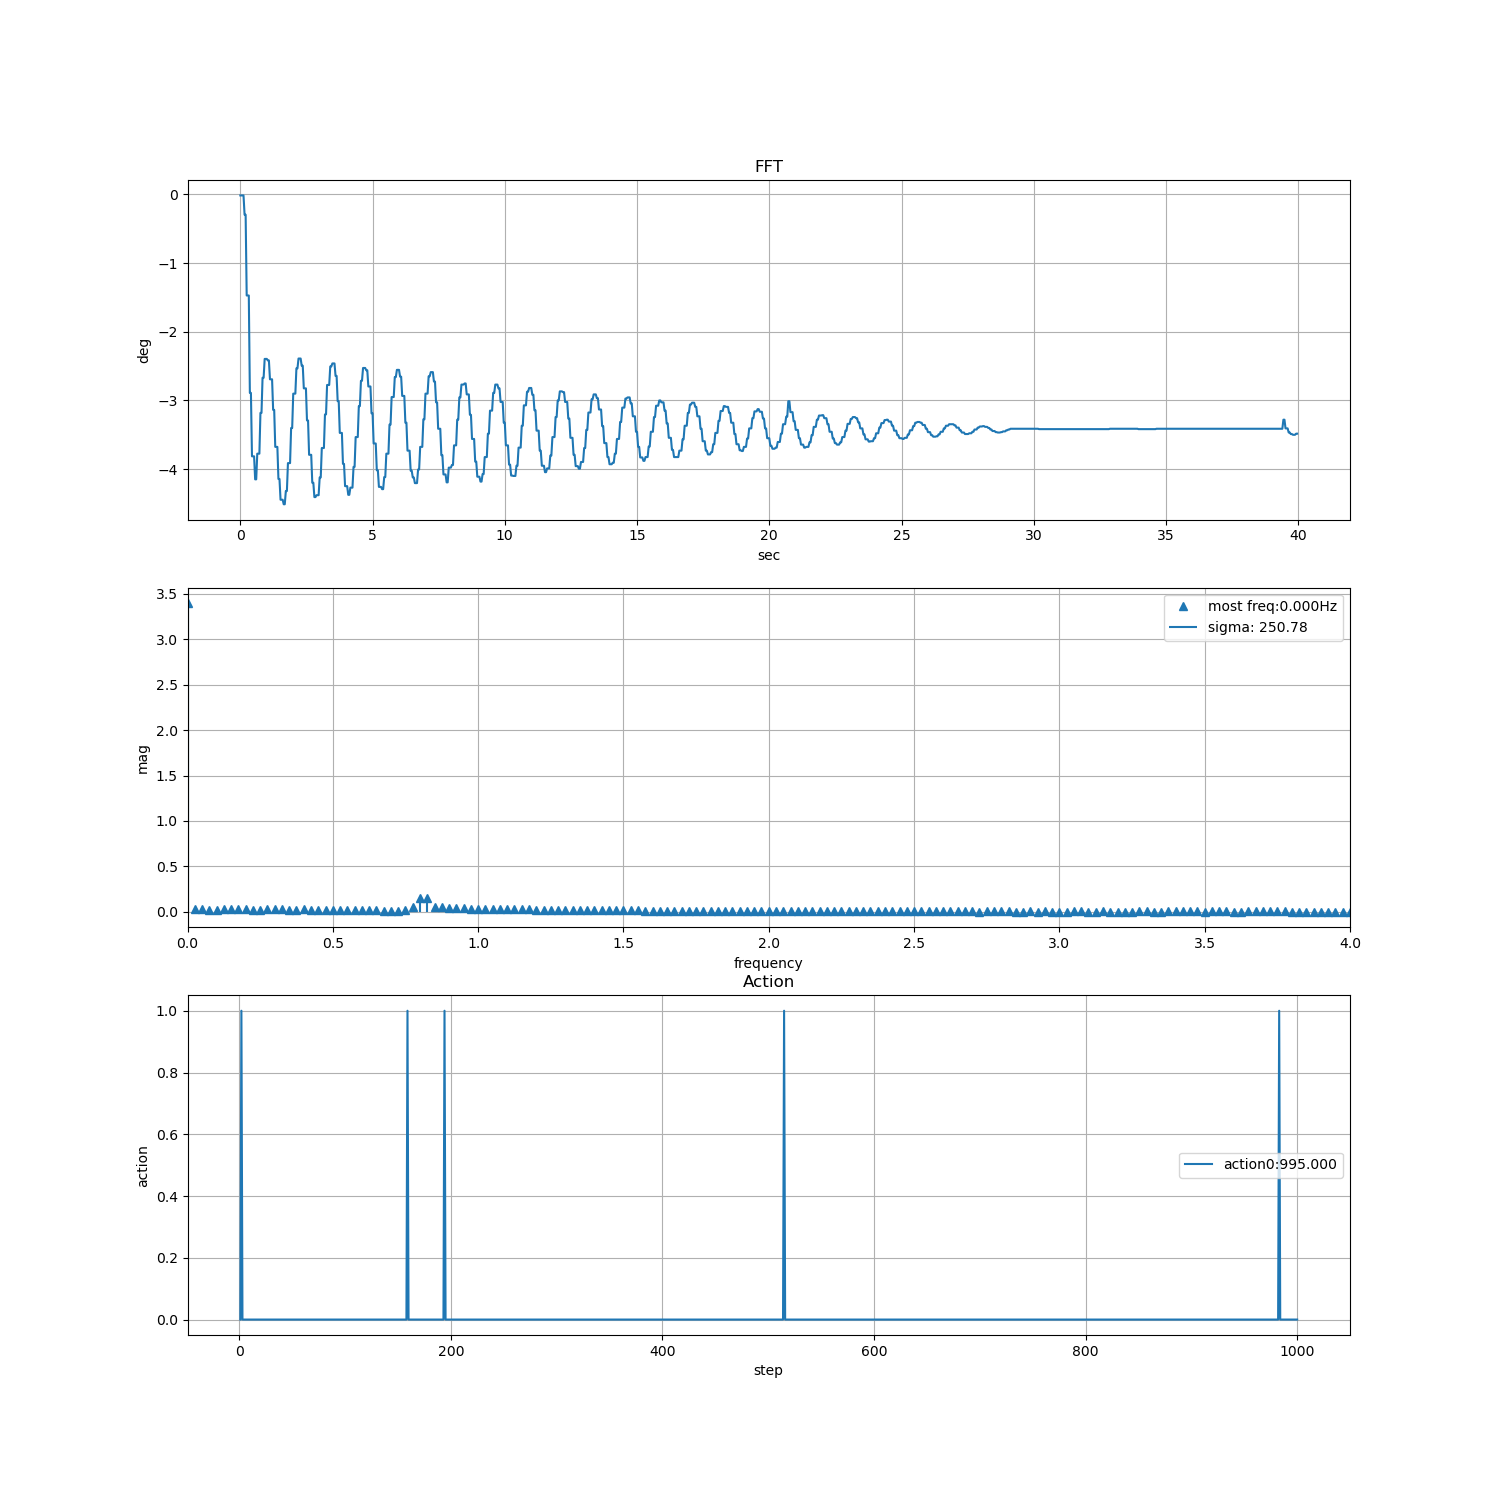 FFT
0
−1
−2
−3
−4
deg
0 5 10 15 20 25 30 35 40
sec
3.5
3.0
2.5
2.0
1.5
1.0
0.5
0.0
mag
most freq:0.000Hz
sigma: 250.78
0.0 0.5 1.0 1.5 2.0 2.5 3.0 3.5 4.0
frequency
Action
1.0
0.8
0.6
0.4
0.2
0.0
action
action0:995.000
0 200 400 600 800 1000
step